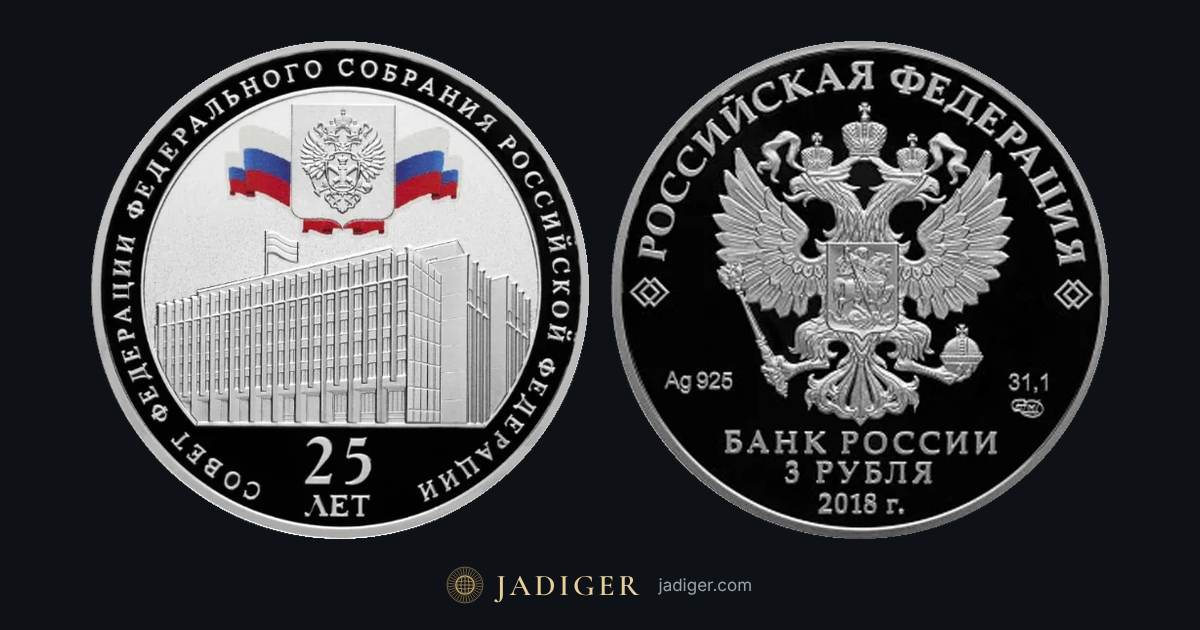 СОВЕТ ФЕДЕРАЦИИ ФЕДЕРАЛЬНОГО СОБРАНИЯ РОССИЙСКОЙ ФЕДЕРАЦИИ
25
ЛЕТ
РОССИЙСКАЯ ФЕДЕРАЦИЯ
Ag 925
31,1
БАНК РОССИИ
3 РУБЛЯ
2018 г.
JADIGER
jadiger.com